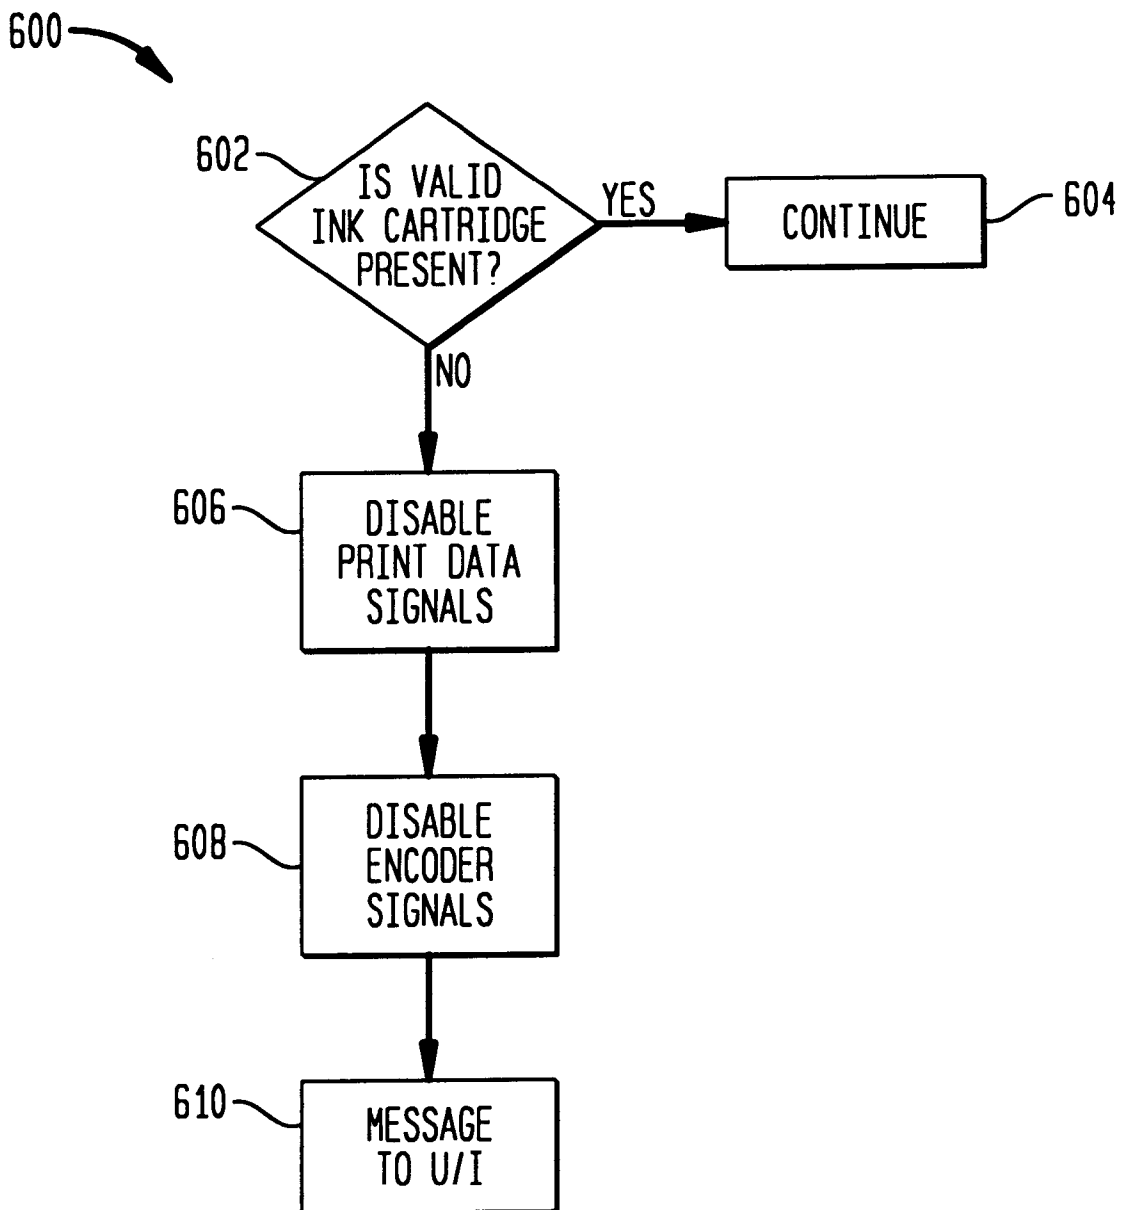 600
602
IS VALID
INK CARTRIDGE
PRESENT?
YES
CONTINUE
604
NO
606
DISABLE
PRINT DATA
SIGNALS
608
DISABLE
ENCODER
SIGNALS
610
MESSAGE
TO U/I